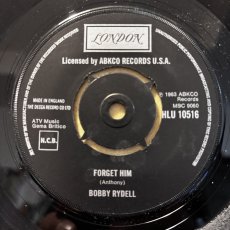 LONDON
Licensed by ABKCO RECORDS U.S.A.
MADE IN ENGLAND
THE DECCA RECORD CO LTD
ATV Music
Gema Britico
N.C.B.
℗ 1963 ABKCO
Records
MSC 9060
HLU 10516
FORGET HIM
(Anthony)
BOBBY RYDELL